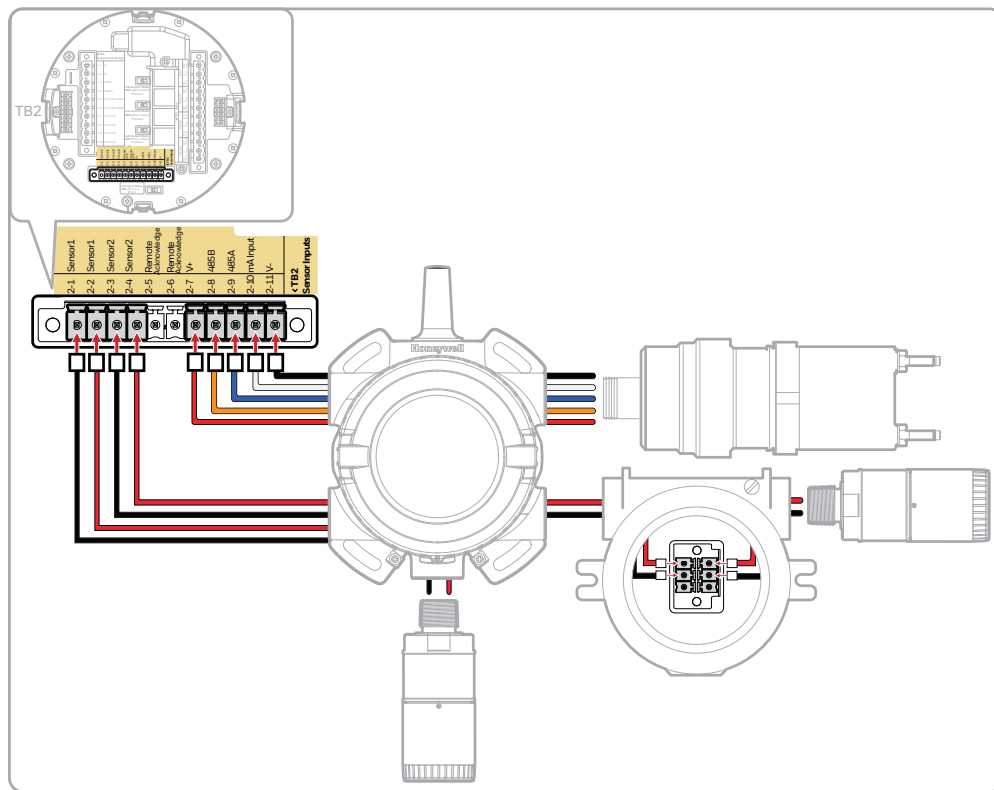 TB2
2-1 Sensor1
2-2 Sensor1
2-3 Sensor2
2-4 Sensor2
2-5 Remote
Acknowledge
2-6 Remote
Acknowledge
2-7 V+
2-8 485B
2-9 485A
2-10 mA Input
2-11 V-
<TB2
Sensor Inputs
Honeywell